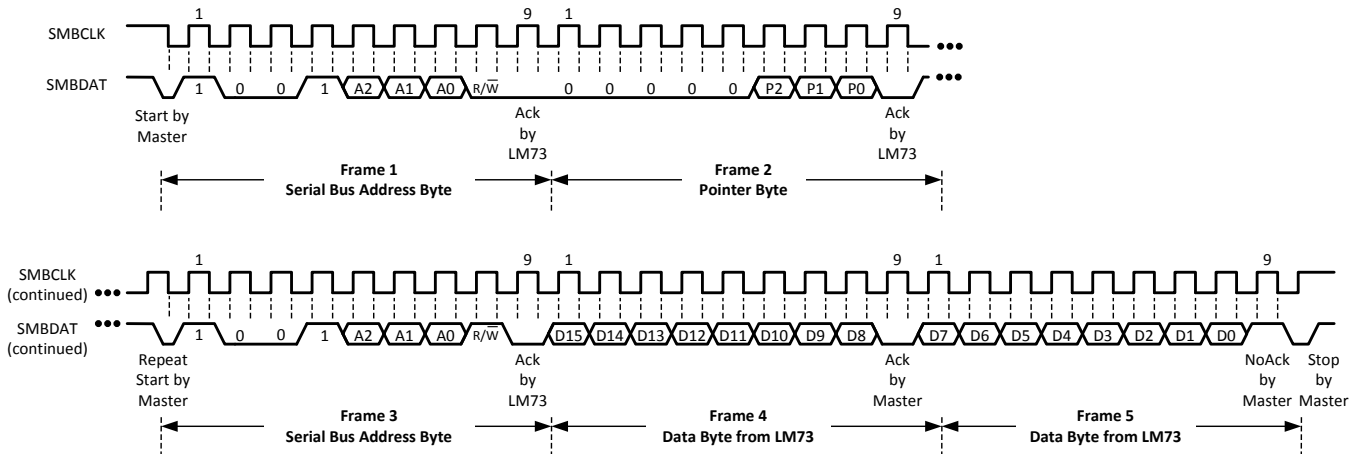 1 9 1 9
SMBCLK
SMBDAT
1 0 0 1 A2 A1 A0 R/W̅ 0 0 0 0 0 P2 P1 P0
Start by
Master
Ack
by
LM73
Ack
by
LM73
Frame 1
Serial Bus Address Byte
Frame 2
Pointer Byte
1 9 1 9 1 9
SMBCLK
(continued)
SMBDAT
(continued)
1 0 0 1 A2 A1 A0 R/W̅ D15 D14 D13 D12 D11 D10 D9 D8 D7 D6 D5 D4 D3 D2 D1 D0
Repeat
Start by
Master
Ack
by
LM73
Ack
by
Master
NoAck
by
Master
Stop
by
Master
Frame 3
Serial Bus Address Byte
Frame 4
Data Byte from LM73
Frame 5
Data Byte from LM73